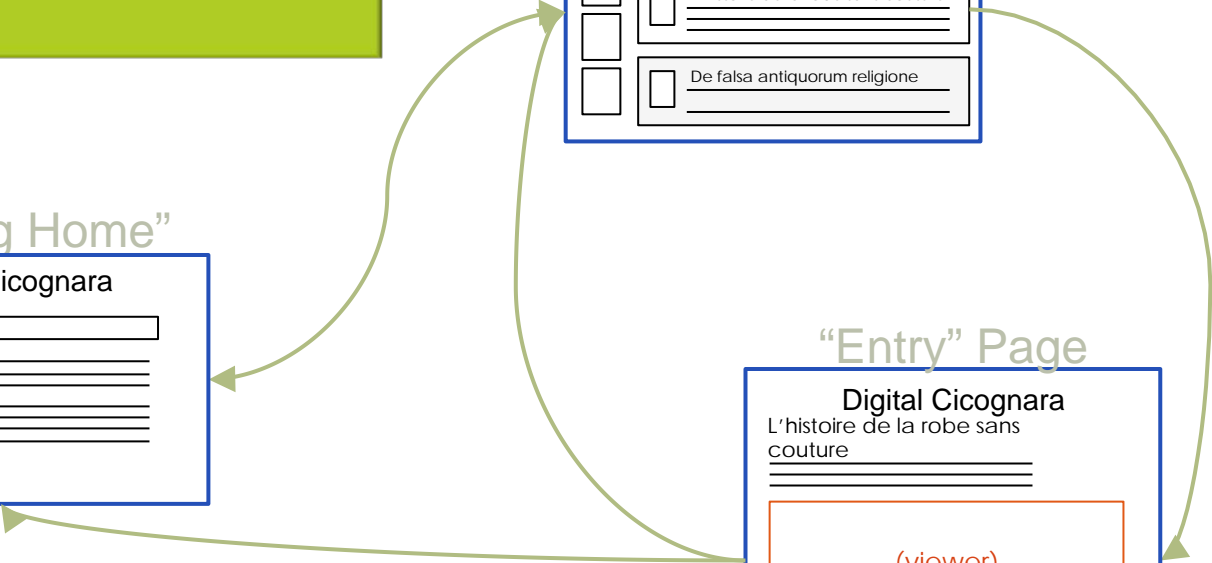 De falsa antiquorum religione
g Home”
icognara
“Entry” Page
Digital Cicognara
L’histoire de la robe sans
couture
(viewer)